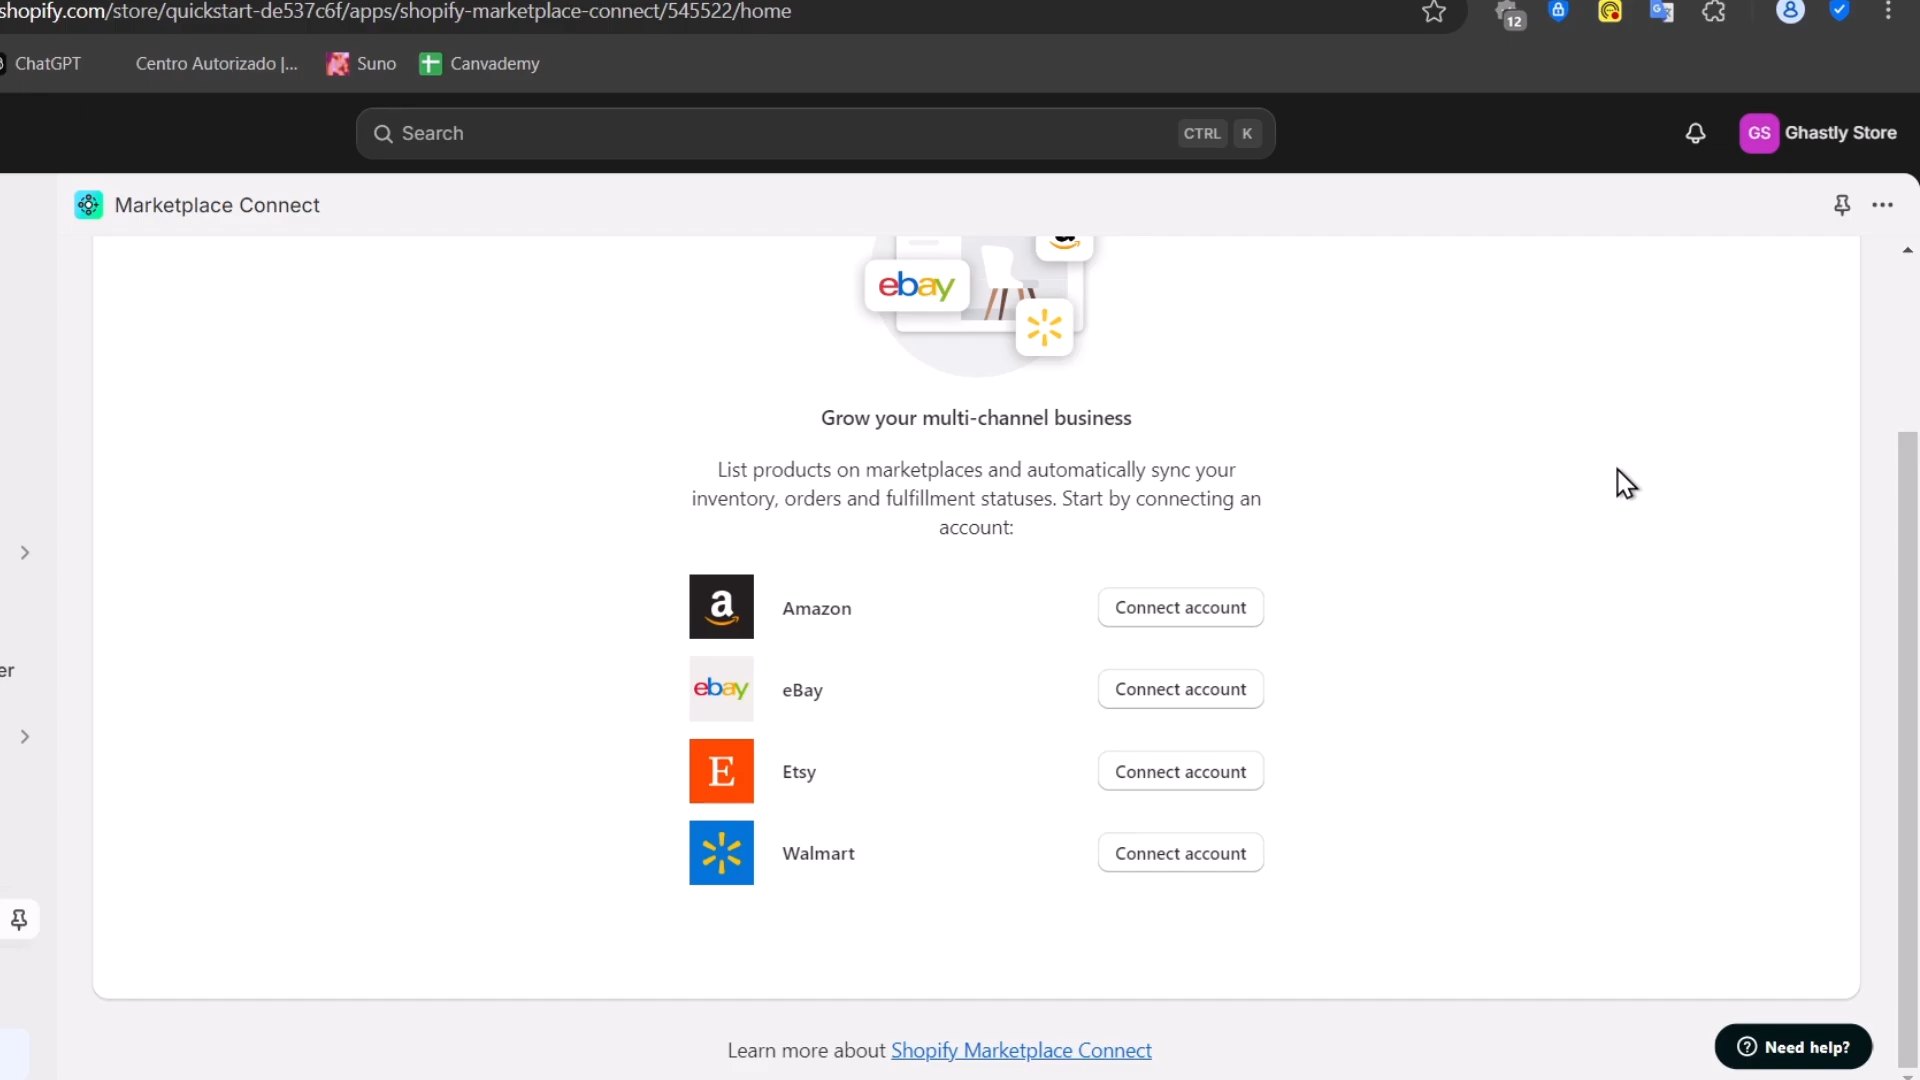 shopify.com/store/quickstart-de537c6f/apps/shopify-marketplace-connect/545522/home
12
ChatGPT
Centro Autorizado |...
Suno
Canvademy
Search
CTRL K
GS Ghastly Store
Marketplace Connect
ebay
Grow your multi-channel business
List products on marketplaces and automatically sync your
inventory, orders and fulfillment statuses. Start by connecting an
account:
a Amazon Connect account
ebay eBay Connect account
E Etsy Connect account
er
Walmart Connect account
Learn more about Shopify Marketplace Connect
Need help?